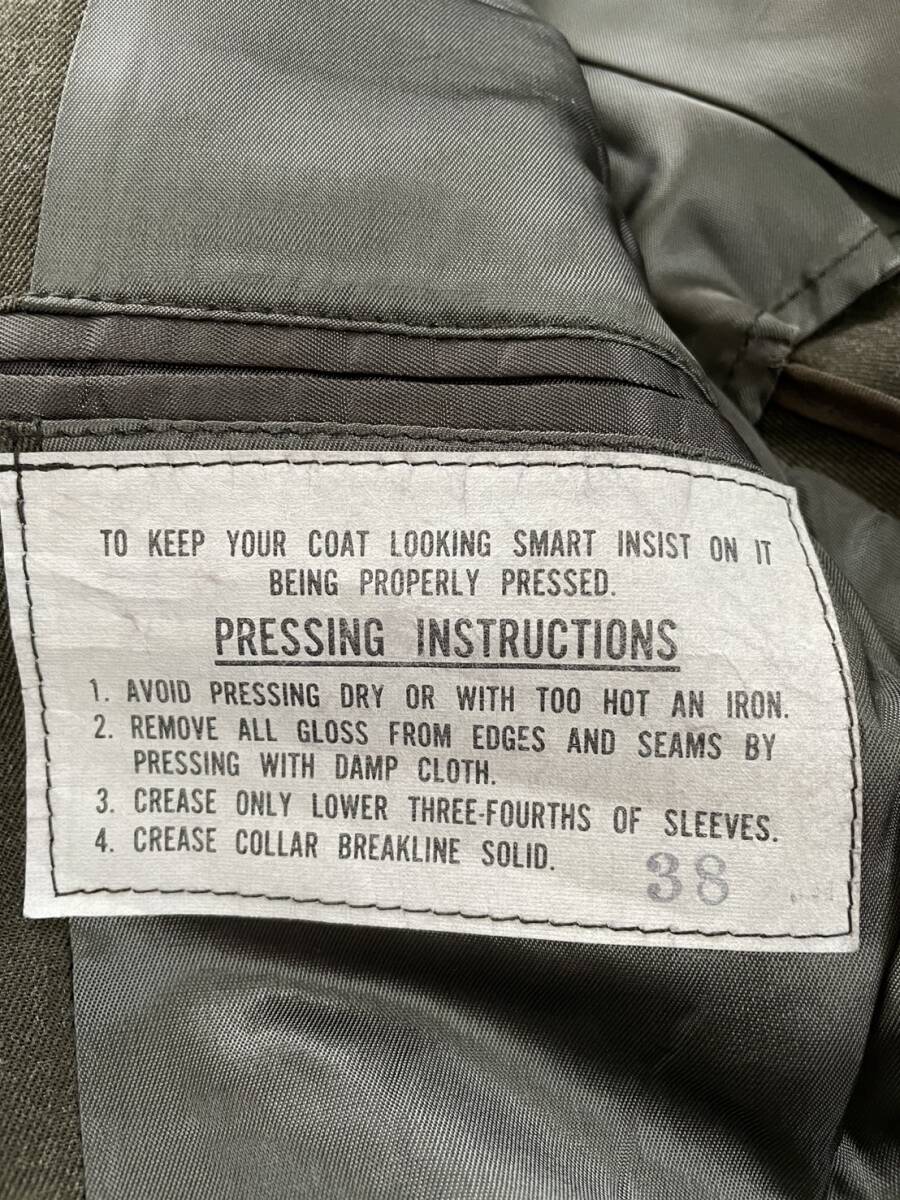 TO KEEP YOUR COAT LOOKING SMART INSIST ON IT
BEING PROPERLY PRESSED.
PRESSING INSTRUCTIONS
1. AVOID PRESSING DRY OR WITH TOO HOT AN IRON.
2. REMOVE ALL GLOSS FROM EDGES AND SEAMS BY
PRESSING WITH DAMP CLOTH.
3. CREASE ONLY LOWER THREE-FOURTHS OF SLEEVES.
4. CREASE COLLAR BREAKLINE SOLID.
38